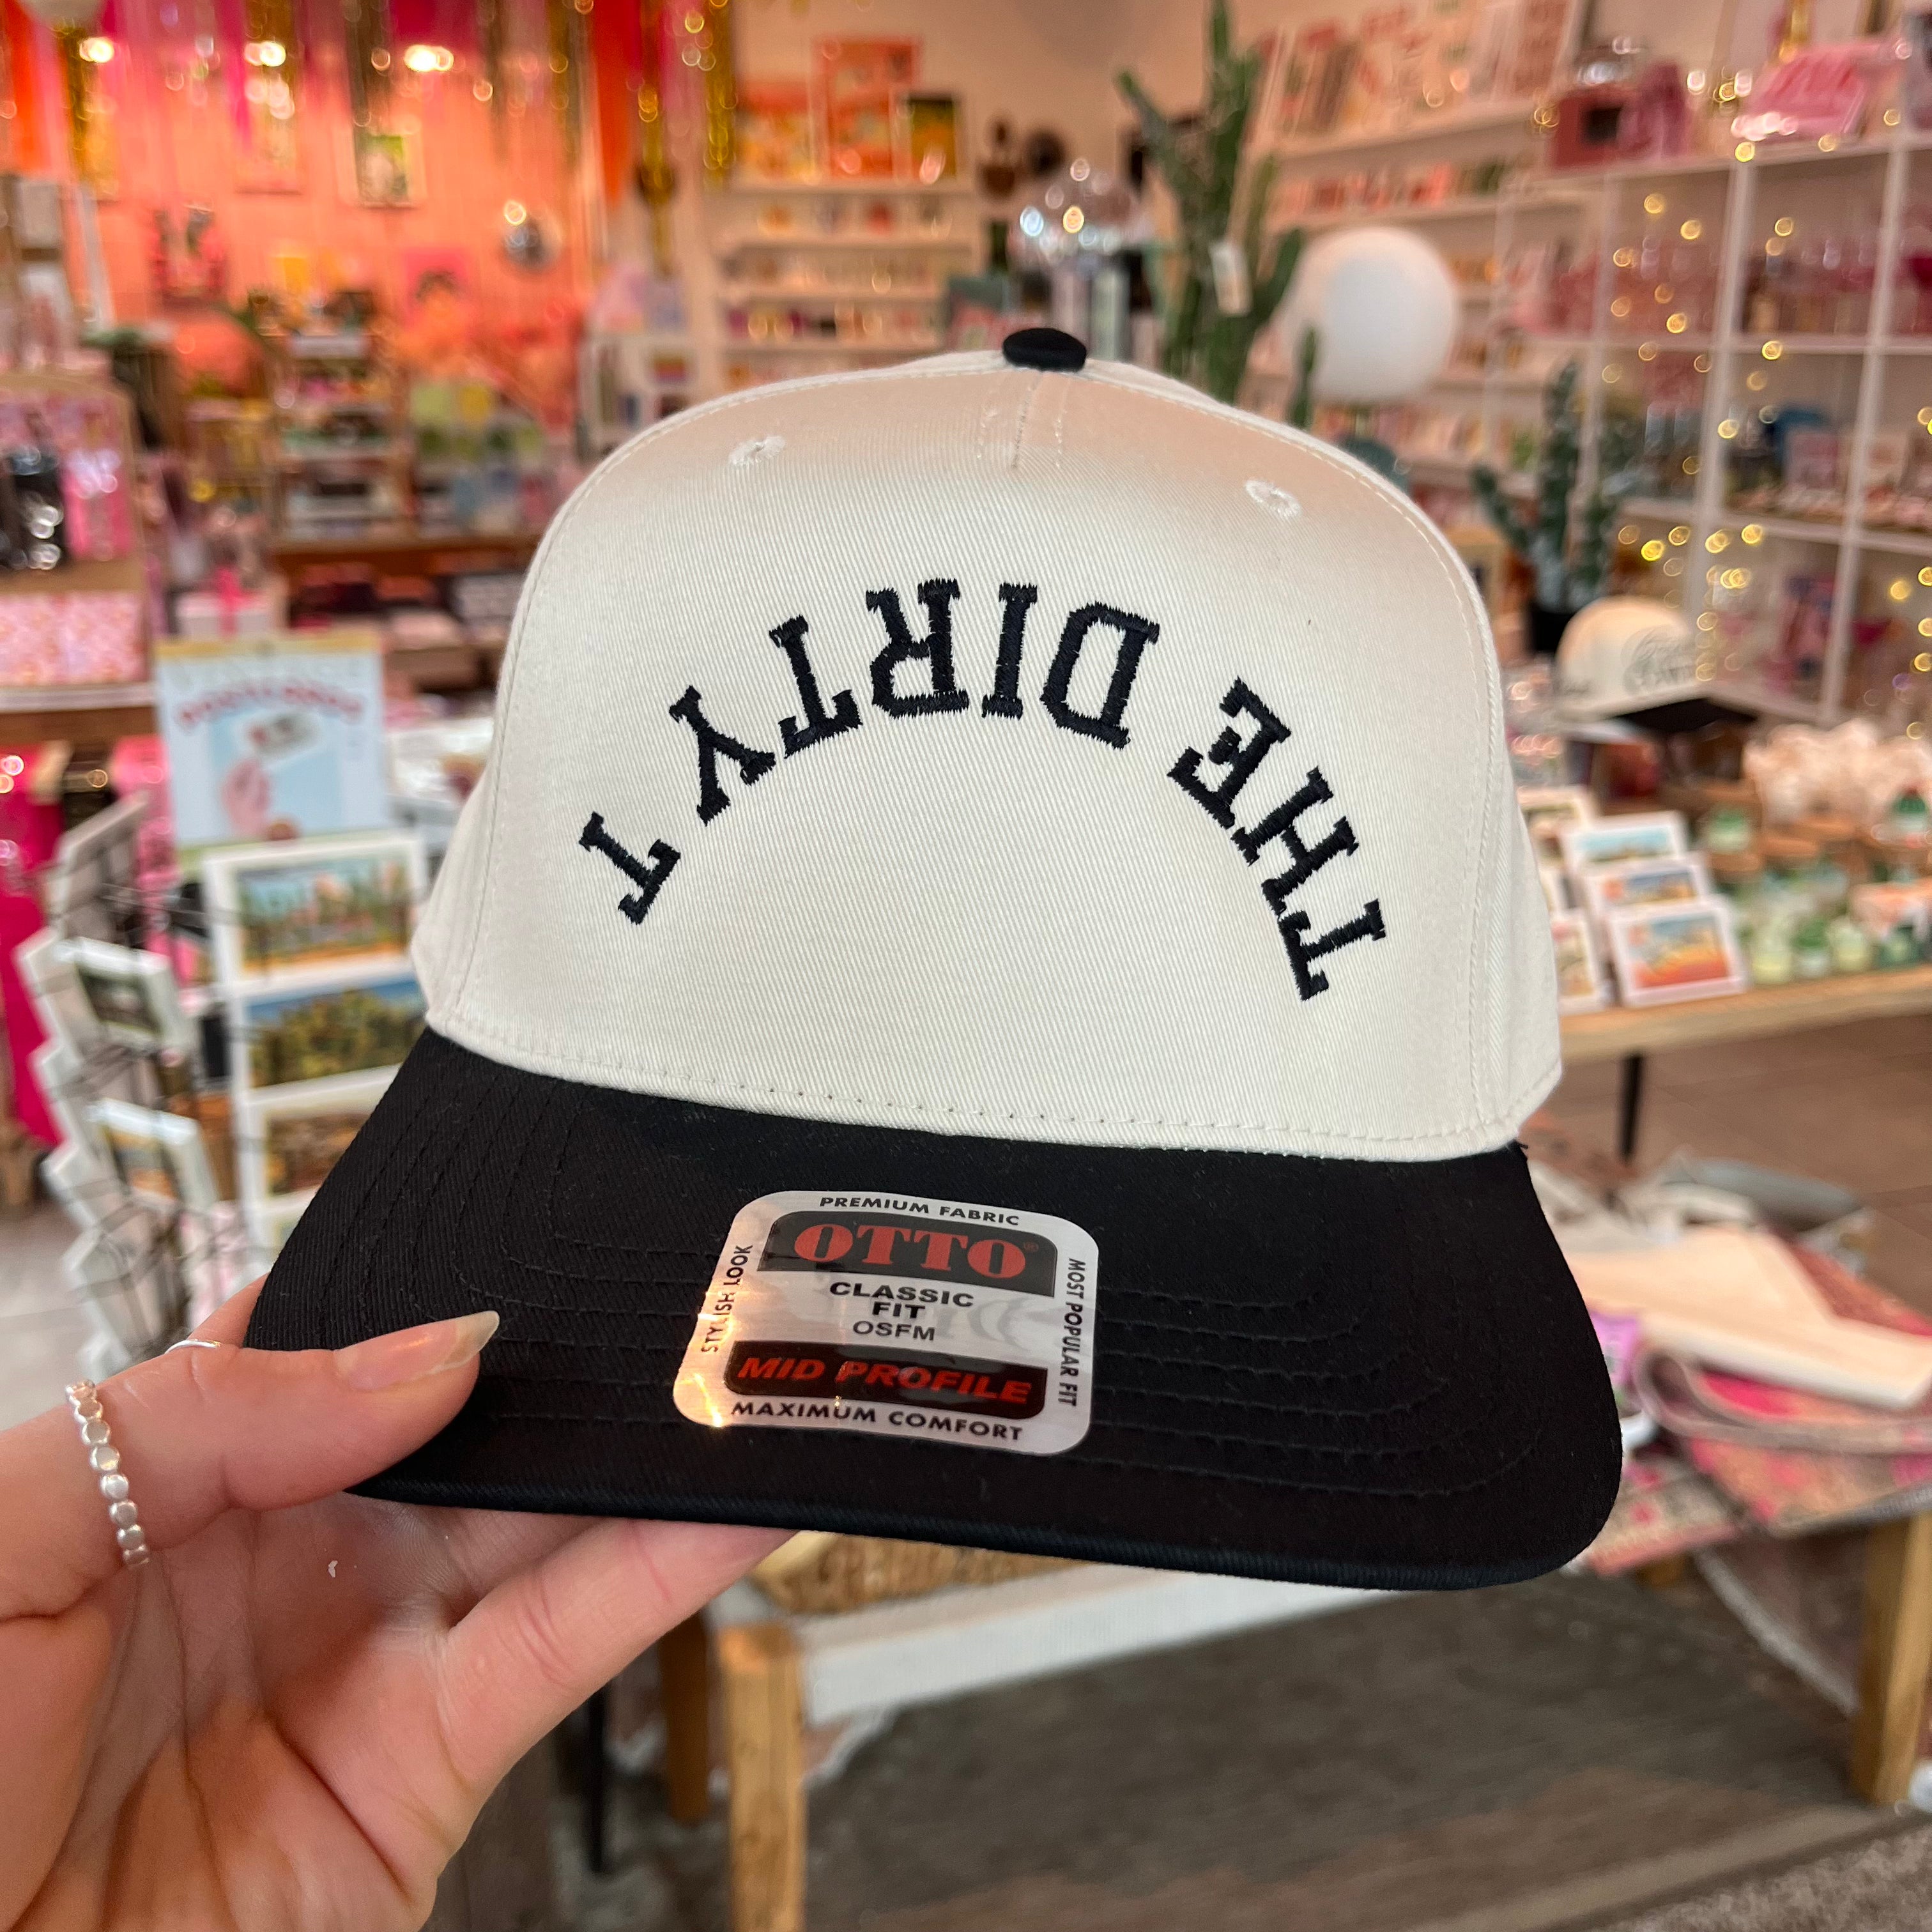 THE DIRTY T
PREMIUM FABRIC
OTTO®
CLASSIC
FIT
OSFM
MID PROFILE
MAXIMUM COMFORT
STYLISH LOOK
MOST POPULAR FIT